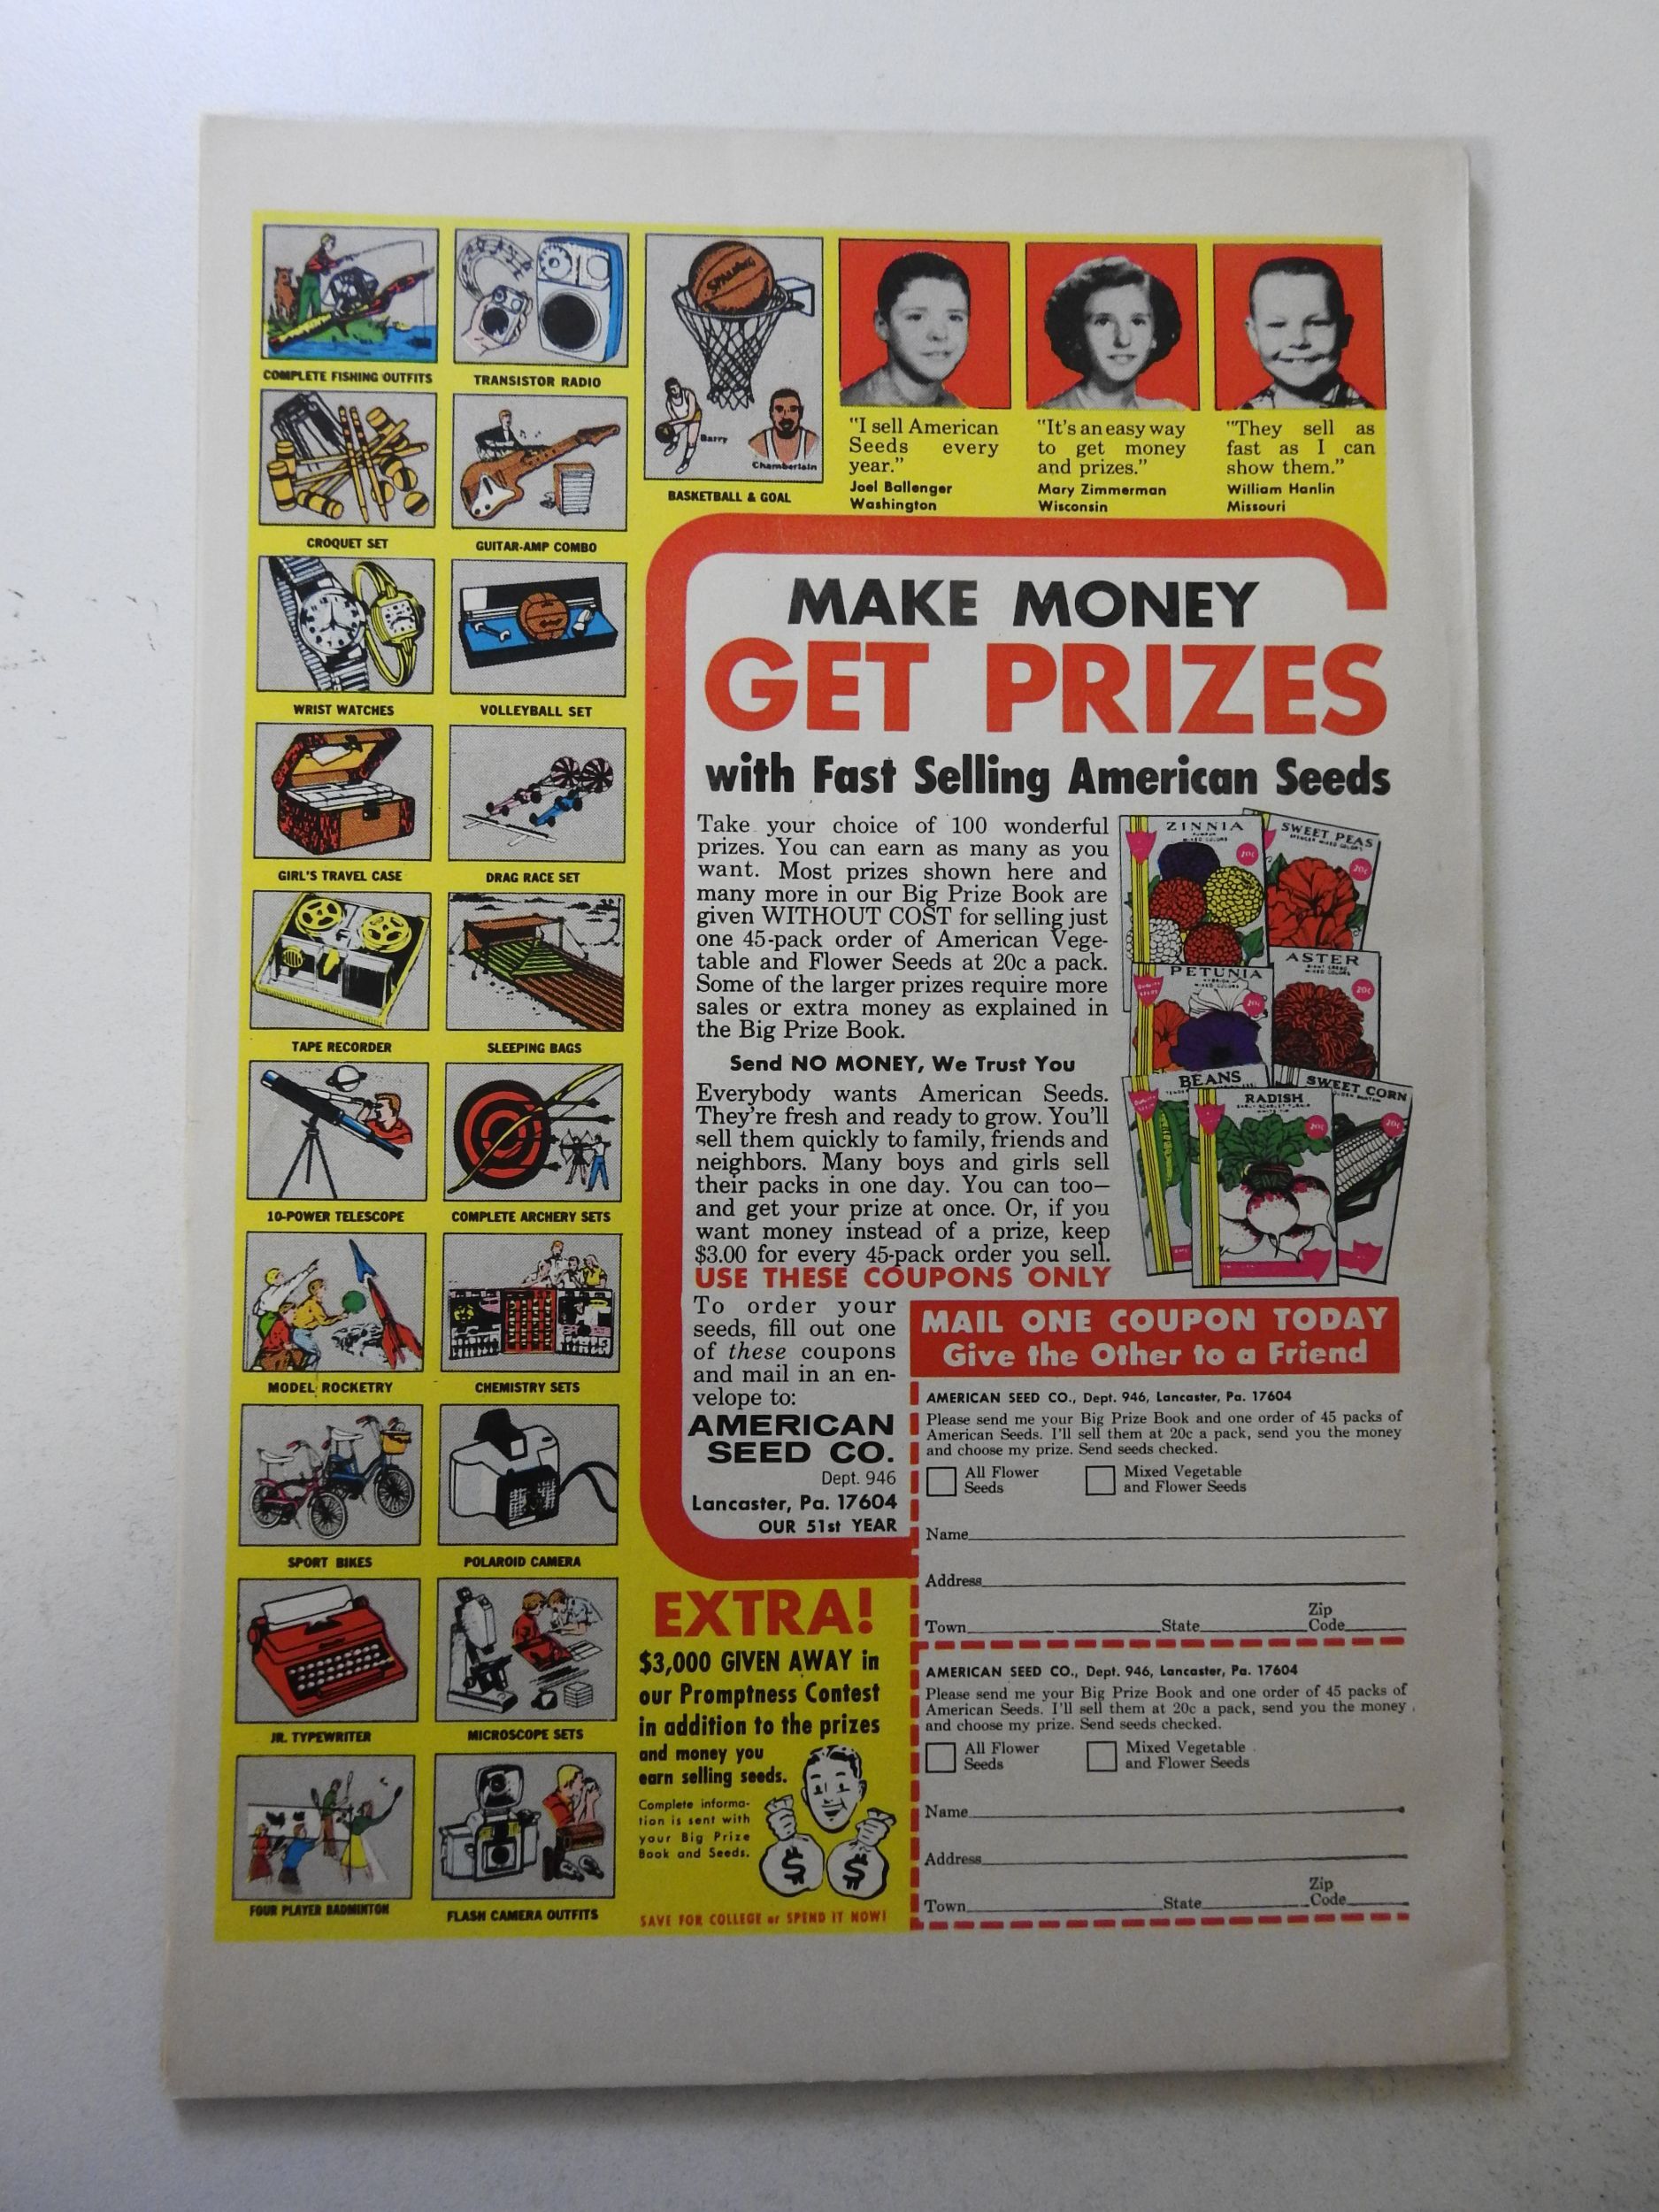 COMPLETE FISHING OUTFITS
TRANSISTOR RADIO
SPALDING
Barry
Chamberlain
BASKETBALL & GOAL
CROQUET SET
GUITAR-AMP COMBO
WRIST WATCHES
VOLLEYBALL SET
GIRL'S TRAVEL CASE
DRAG RACE SET
TAPE RECORDER
SLEEPING BAGS
10-POWER TELESCOPE
COMPLETE ARCHERY SETS
MODEL ROCKETRY
CHEMISTRY SETS
SPORT BIKES
POLAROID CAMERA
JR. TYPEWRITER
MICROSCOPE SETS
FOUR PLAYER BADMINTON
FLASH CAMERA OUTFITS
"I sell American
Seeds every
year."
Joel Ballenger
Washington
"It's an easy way
to get money
and prizes."
Mary Zimmerman
Wisconsin
"They sell as
fast as I can
show them."
William Hanlin
Missouri
MAKE MONEY
GET PRIZES
with Fast Selling American Seeds
Take your choice of 100 wonderful
prizes. You can earn as many as you
want. Most prizes shown here and
many more in our Big Prize Book are
given WITHOUT COST for selling just
one 45-pack order of American Vege-
table and Flower Seeds at 20c a pack.
Some of the larger prizes require more
sales or extra money as explained in
the Big Prize Book.
Send NO MONEY, We Trust You
Everybody wants American Seeds.
They're fresh and ready to grow. You'll
sell them quickly to family, friends and
neighbors. Many boys and girls sell
their packs in one day. You can too—
and get your prize at once. Or, if you
want money instead of a prize, keep
$3.00 for every 45-pack order you sell.
USE THESE COUPONS ONLY
ZINNIA
MIXED COLORS
20c
SWEET PEAS
20c
PETUNIA
MIXED COLORS
20c
ASTER
MIXED COLORS
20c
BEANS
RADISH
20c
SWEET CORN
20c
To order your
seeds, fill out one
of these coupons
and mail in an en-
velope to:
AMERICAN
SEED CO.
Dept. 946
Lancaster, Pa. 17604
OUR 51st YEAR
MAIL ONE COUPON TODAY
Give the Other to a Friend
AMERICAN SEED CO., Dept. 946, Lancaster, Pa. 17604
Please send me your Big Prize Book and one order of 45 packs of
American Seeds. I'll sell them at 20c a pack, send you the money
and choose my prize. Send seeds checked.
All Flower
Seeds
Mixed Vegetable
and Flower Seeds
Name
Address
Town State Zip
Code
AMERICAN SEED CO., Dept. 946, Lancaster, Pa. 17604
Please send me your Big Prize Book and one order of 45 packs of
American Seeds. I'll sell them at 20c a pack, send you the money
and choose my prize. Send seeds checked.
All Flower
Seeds
Mixed Vegetable
and Flower Seeds
Name
Address
Town State Zip
Code
EXTRA!
$3,000 GIVEN AWAY in
our Promptness Contest
in addition to the prizes
and money you
earn selling seeds.
Complete informa-
tion is sent with
your Big Prize
Book and Seeds.
$ $
SAVE FOR COLLEGE or SPEND IT NOW!